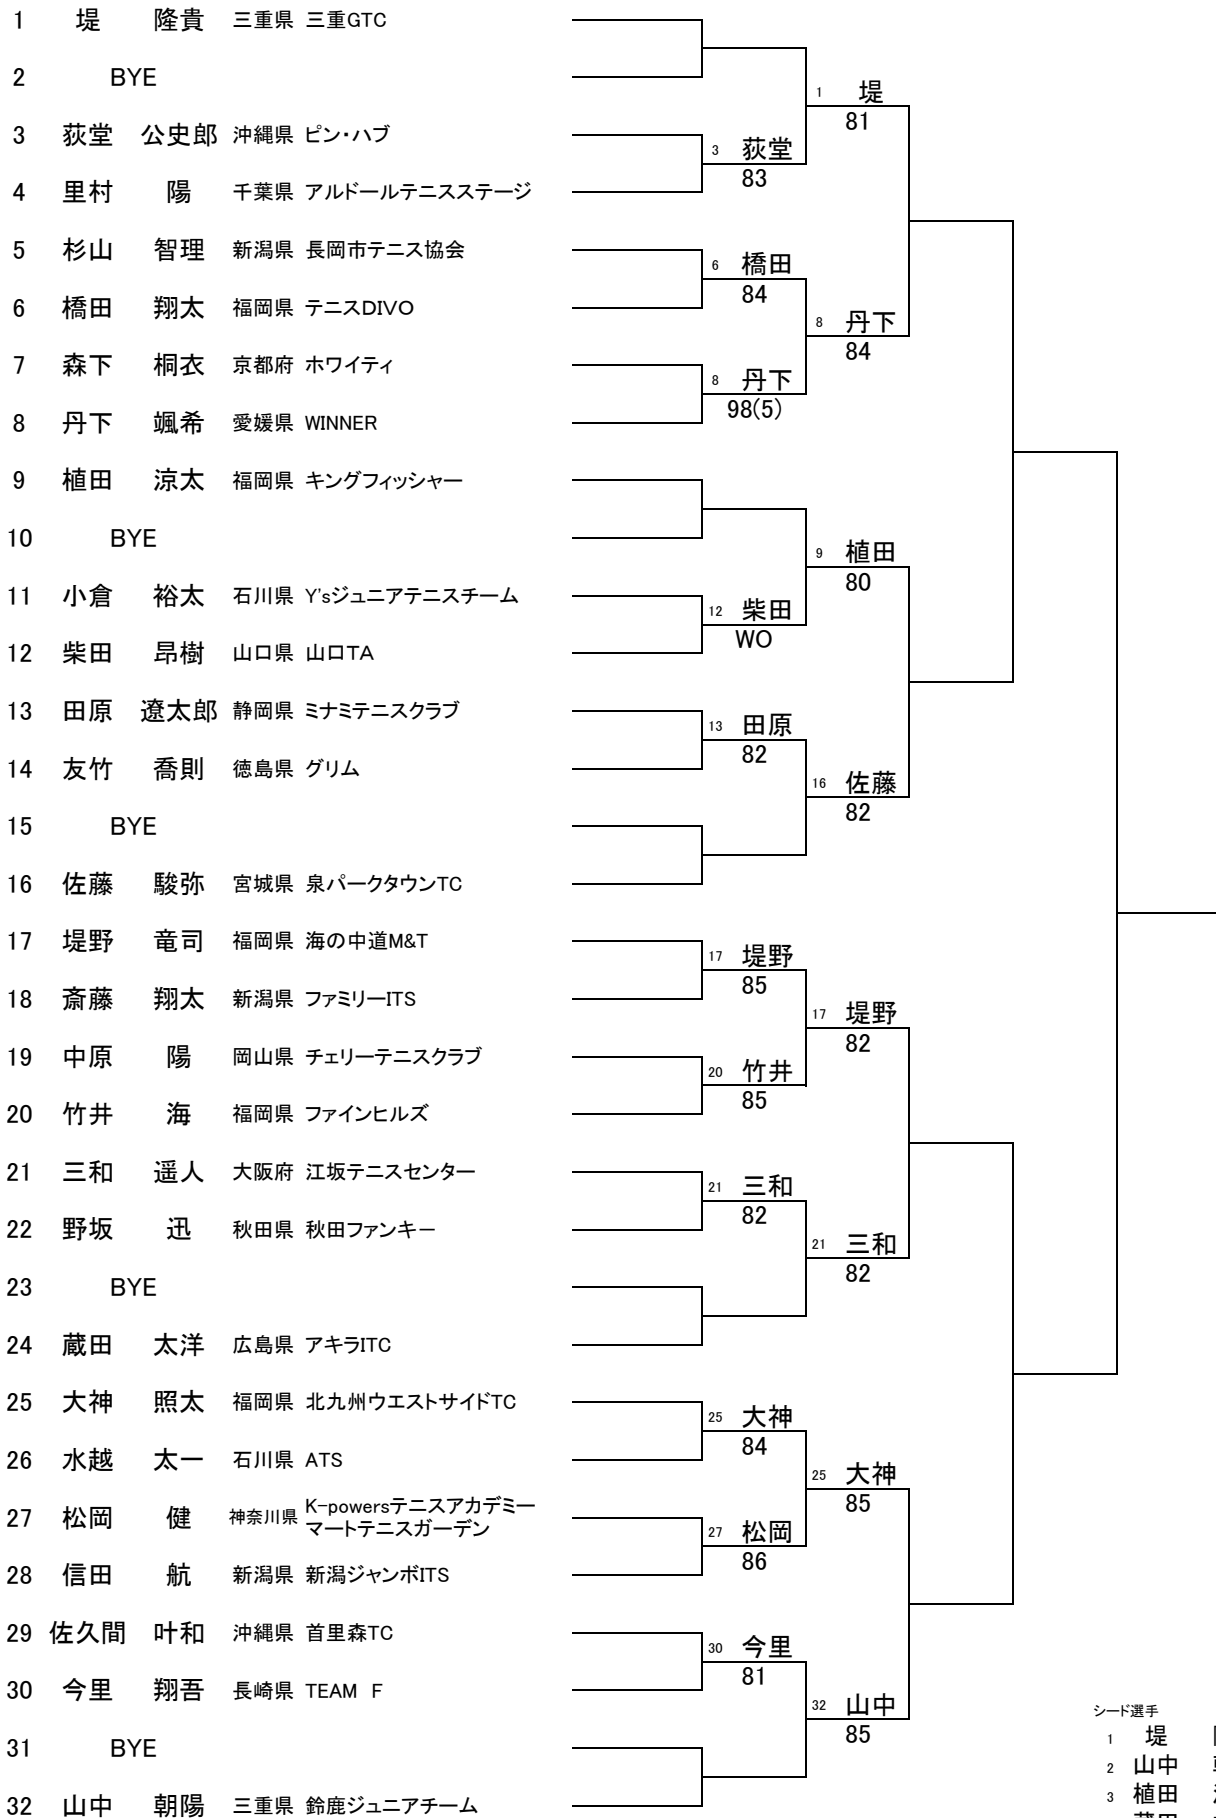 1 堤 隆貴 三重県 三重GTC
2 BYE
1 堤
81
3 荻堂 公史郎 沖縄県 ピン・ハブ
3 荻堂
83
4 里村 陽 千葉県 アルドールテニスステージ
5 杉山 智理 新潟県 長岡市テニス協会
6 橋田
84
6 橋田 翔太 福岡県 テニスDIVO
8 丹下
84
7 森下 桐衣 京都府 ホワイティ
8 丹下
98(5)
8 丹下 颯希 愛媛県 WINNER
9 植田 涼太 福岡県 キングフィッシャー
10 BYE
9 植田
80
11 小倉 裕太 石川県 Y'sジュニアテニスチーム
12 柴田
WO
12 柴田 昂樹 山口県 山口TA
13 田原 遼太郎 静岡県 ミナミテニスクラブ
13 田原
82
14 友竹 喬則 徳島県 グリム
16 佐藤
82
15 BYE
16 佐藤 駿弥 宮城県 泉パークタウンTC
17 堤野 竜司 福岡県 海の中道M&T
17 堤野
85
18 斎藤 翔太 新潟県 ファミリーITS
17 堤野
82
19 中原 陽 岡山県 チェリーテニスクラブ
20 竹井
85
20 竹井 海 福岡県 ファインヒルズ
21 三和 遥人 大阪府 江坂テニスセンター
21 三和
82
22 野坂 迅 秋田県 秋田ファンキー
21 三和
82
23 BYE
24 蔵田 太洋 広島県 アキラITC
25 大神 照太 福岡県 北九州ウエストサイドTC
25 大神
84
26 水越 太一 石川県 ATS
25 大神
85
27 松岡 健 神奈川県 K-powersテニスアカデミー
マートテニスガーデン
27 松岡
86
28 信田 航 新潟県 新潟ジャンボITS
29 佐久間 叶和 沖縄県 首里森TC
30 今里
81
30 今里 翔吾 長崎県 TEAM F
32 山中
85
31 BYE
32 山中 朝陽 三重県 鈴鹿ジュニアチーム
シード選手
1 堤
2 山中
3 植田